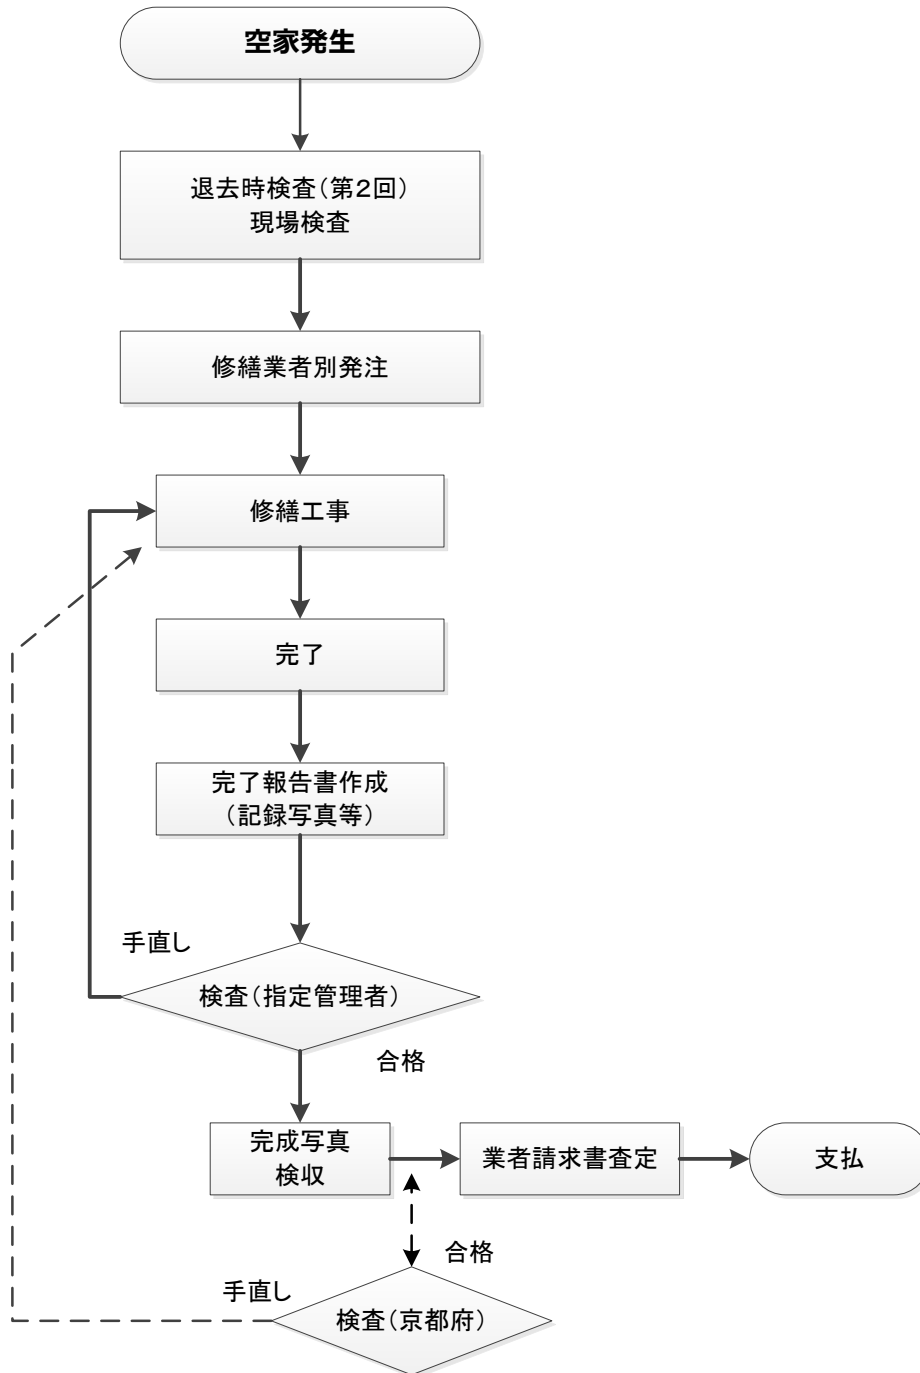 空家発生
退去時検査(第2回)
現場検査
修繕業者別発注
修繕工事
完了
完了報告書作成
(記録写真等)
手直し
検査(指定管理者)
合格
完成写真
検収
業者請求書査定
支払
合格
手直し
検査(京都府)